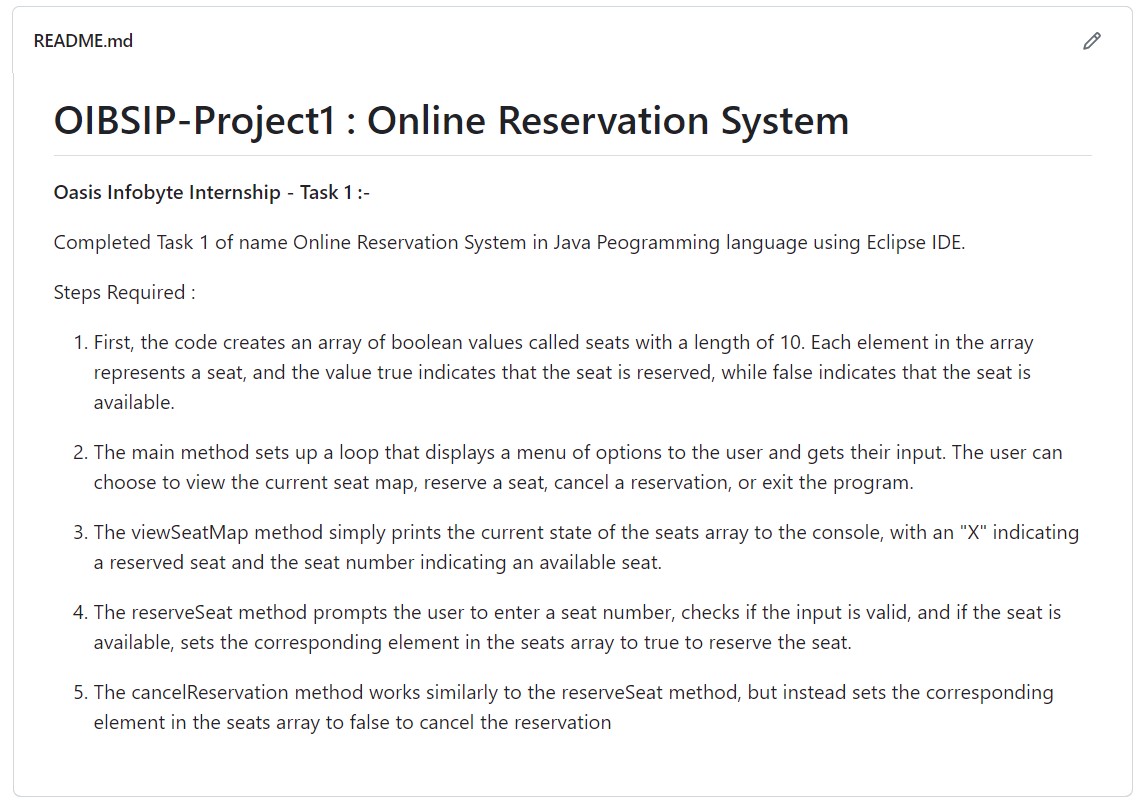 README.md
OIBSIP-Project1 : Online Reservation System
Oasis Infobyte Internship - Task 1 :-
Completed Task 1 of name Online Reservation System in Java Peogramming language using Eclipse IDE.
Steps Required :
1. First, the code creates an array of boolean values called seats with a length of 10. Each element in the array
represents a seat, and the value true indicates that the seat is reserved, while false indicates that the seat is
available.
2. The main method sets up a loop that displays a menu of options to the user and gets their input. The user can
choose to view the current seat map, reserve a seat, cancel a reservation, or exit the program.
3. The viewSeatMap method simply prints the current state of the seats array to the console, with an "X" indicating
a reserved seat and the seat number indicating an available seat.
4. The reserveSeat method prompts the user to enter a seat number, checks if the input is valid, and if the seat is
available, sets the corresponding element in the seats array to true to reserve the seat.
5. The cancelReservation method works similarly to the reserveSeat method, but instead sets the corresponding
element in the seats array to false to cancel the reservation